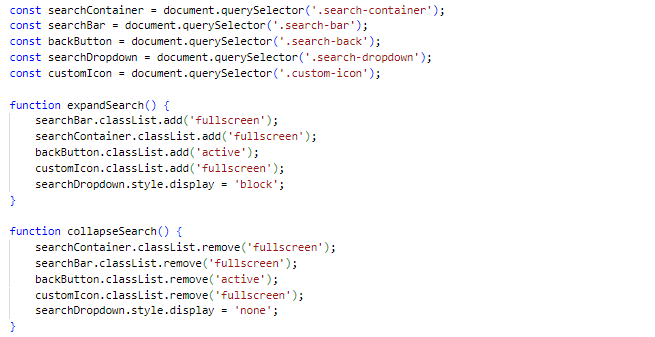 const searchContainer = document.querySelector('.search-container');
const searchBar = document.querySelector('.search-bar');
const backButton = document.querySelector('.search-back');
const searchDropdown = document.querySelector('.search-dropdown');
const customIcon = document.querySelector('.custom-icon');

function expandSearch() {
    searchBar.classList.add('fullscreen');
    searchContainer.classList.add('fullscreen');
    backButton.classList.add('active');
    customIcon.classList.add('fullscreen');
    searchDropdown.style.display = 'block';
}

function collapseSearch() {
    searchContainer.classList.remove('fullscreen');
    searchBar.classList.remove('fullscreen');
    backButton.classList.remove('active');
    customIcon.classList.remove('fullscreen');
    searchDropdown.style.display = 'none';
}